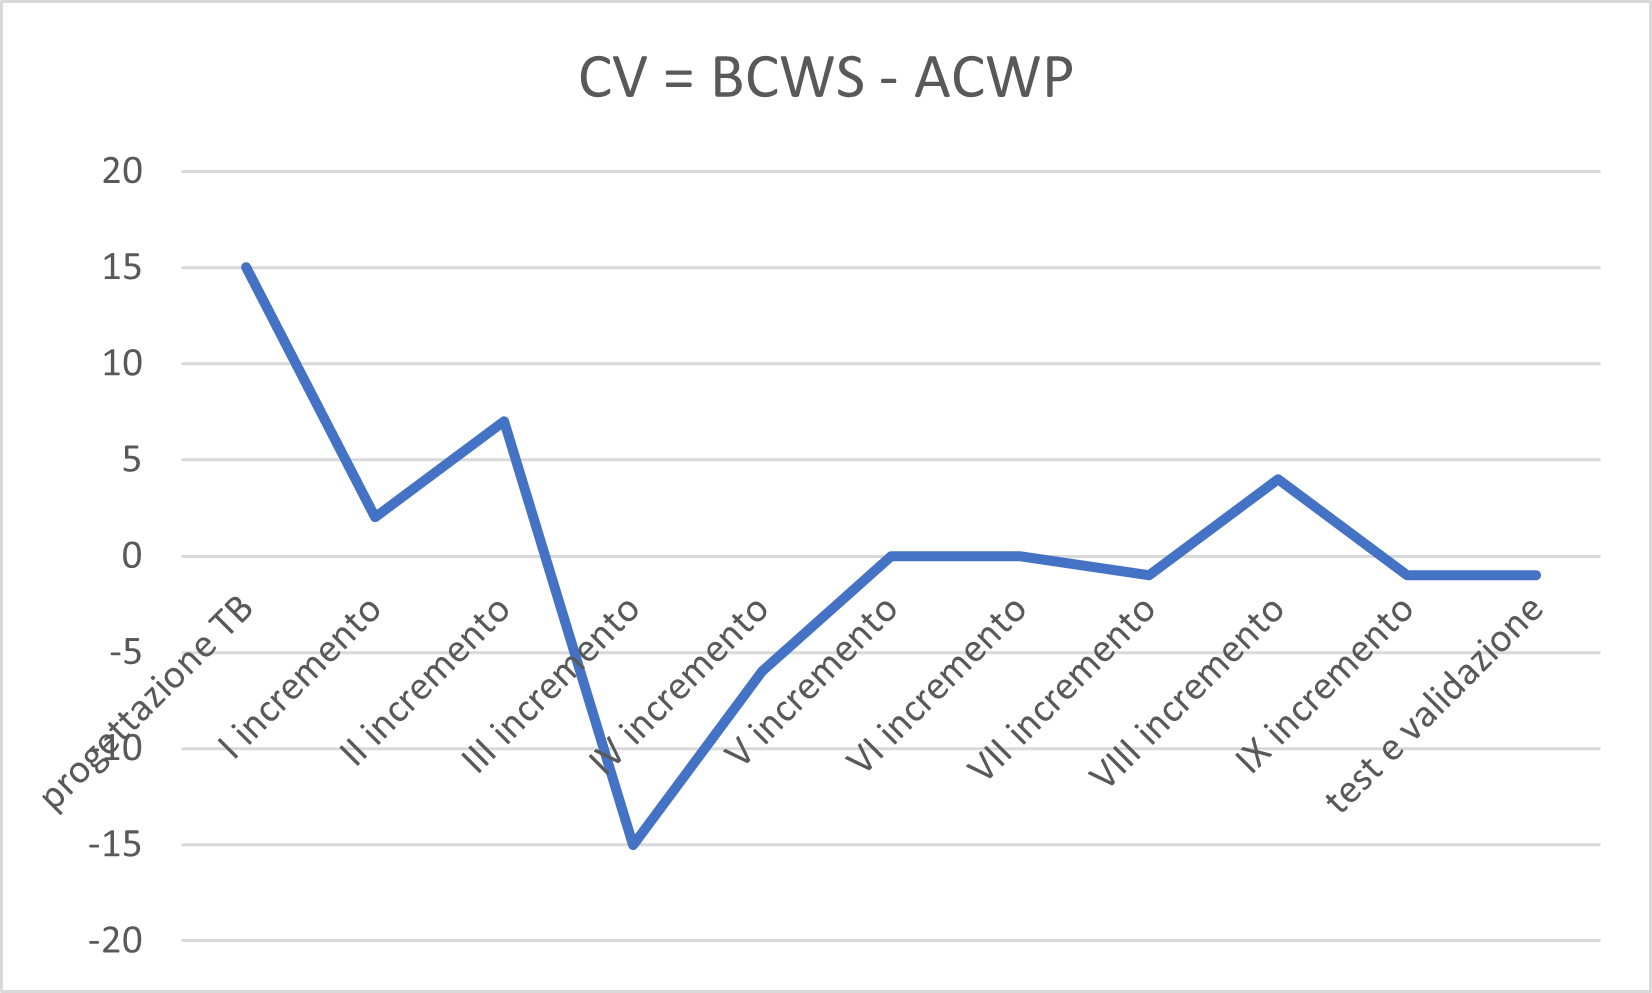 CV = BCWS - ACWP
20
15
10
5
0
-5
-10
-15
-20
progettazione TB
I incremento
II incremento
III incremento
IV incremento
V incremento
VI incremento
VII incremento
VIII incremento
IX incremento
test e validazione